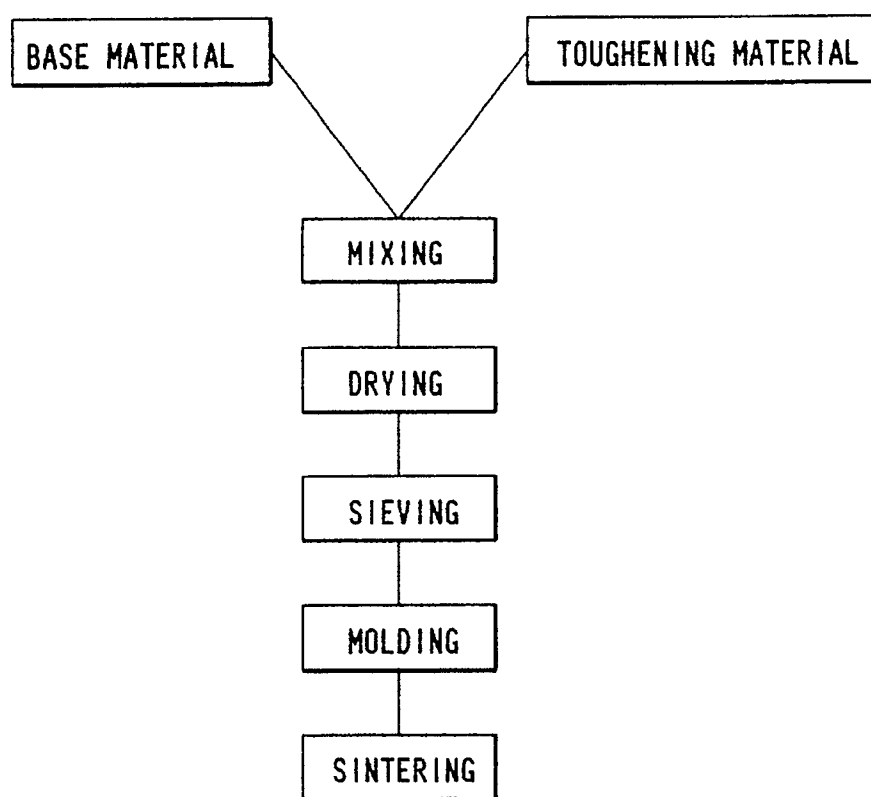 BASE MATERIAL
TOUGHENING MATERIAL
MIXING
DRYING
SIEVING
MOLDING
SINTERING